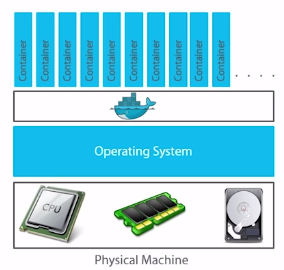 Container
Container
Container
Container
Container
Container
Container
Container
Container
Container
. . . .
Operating System
CPU
Physical Machine